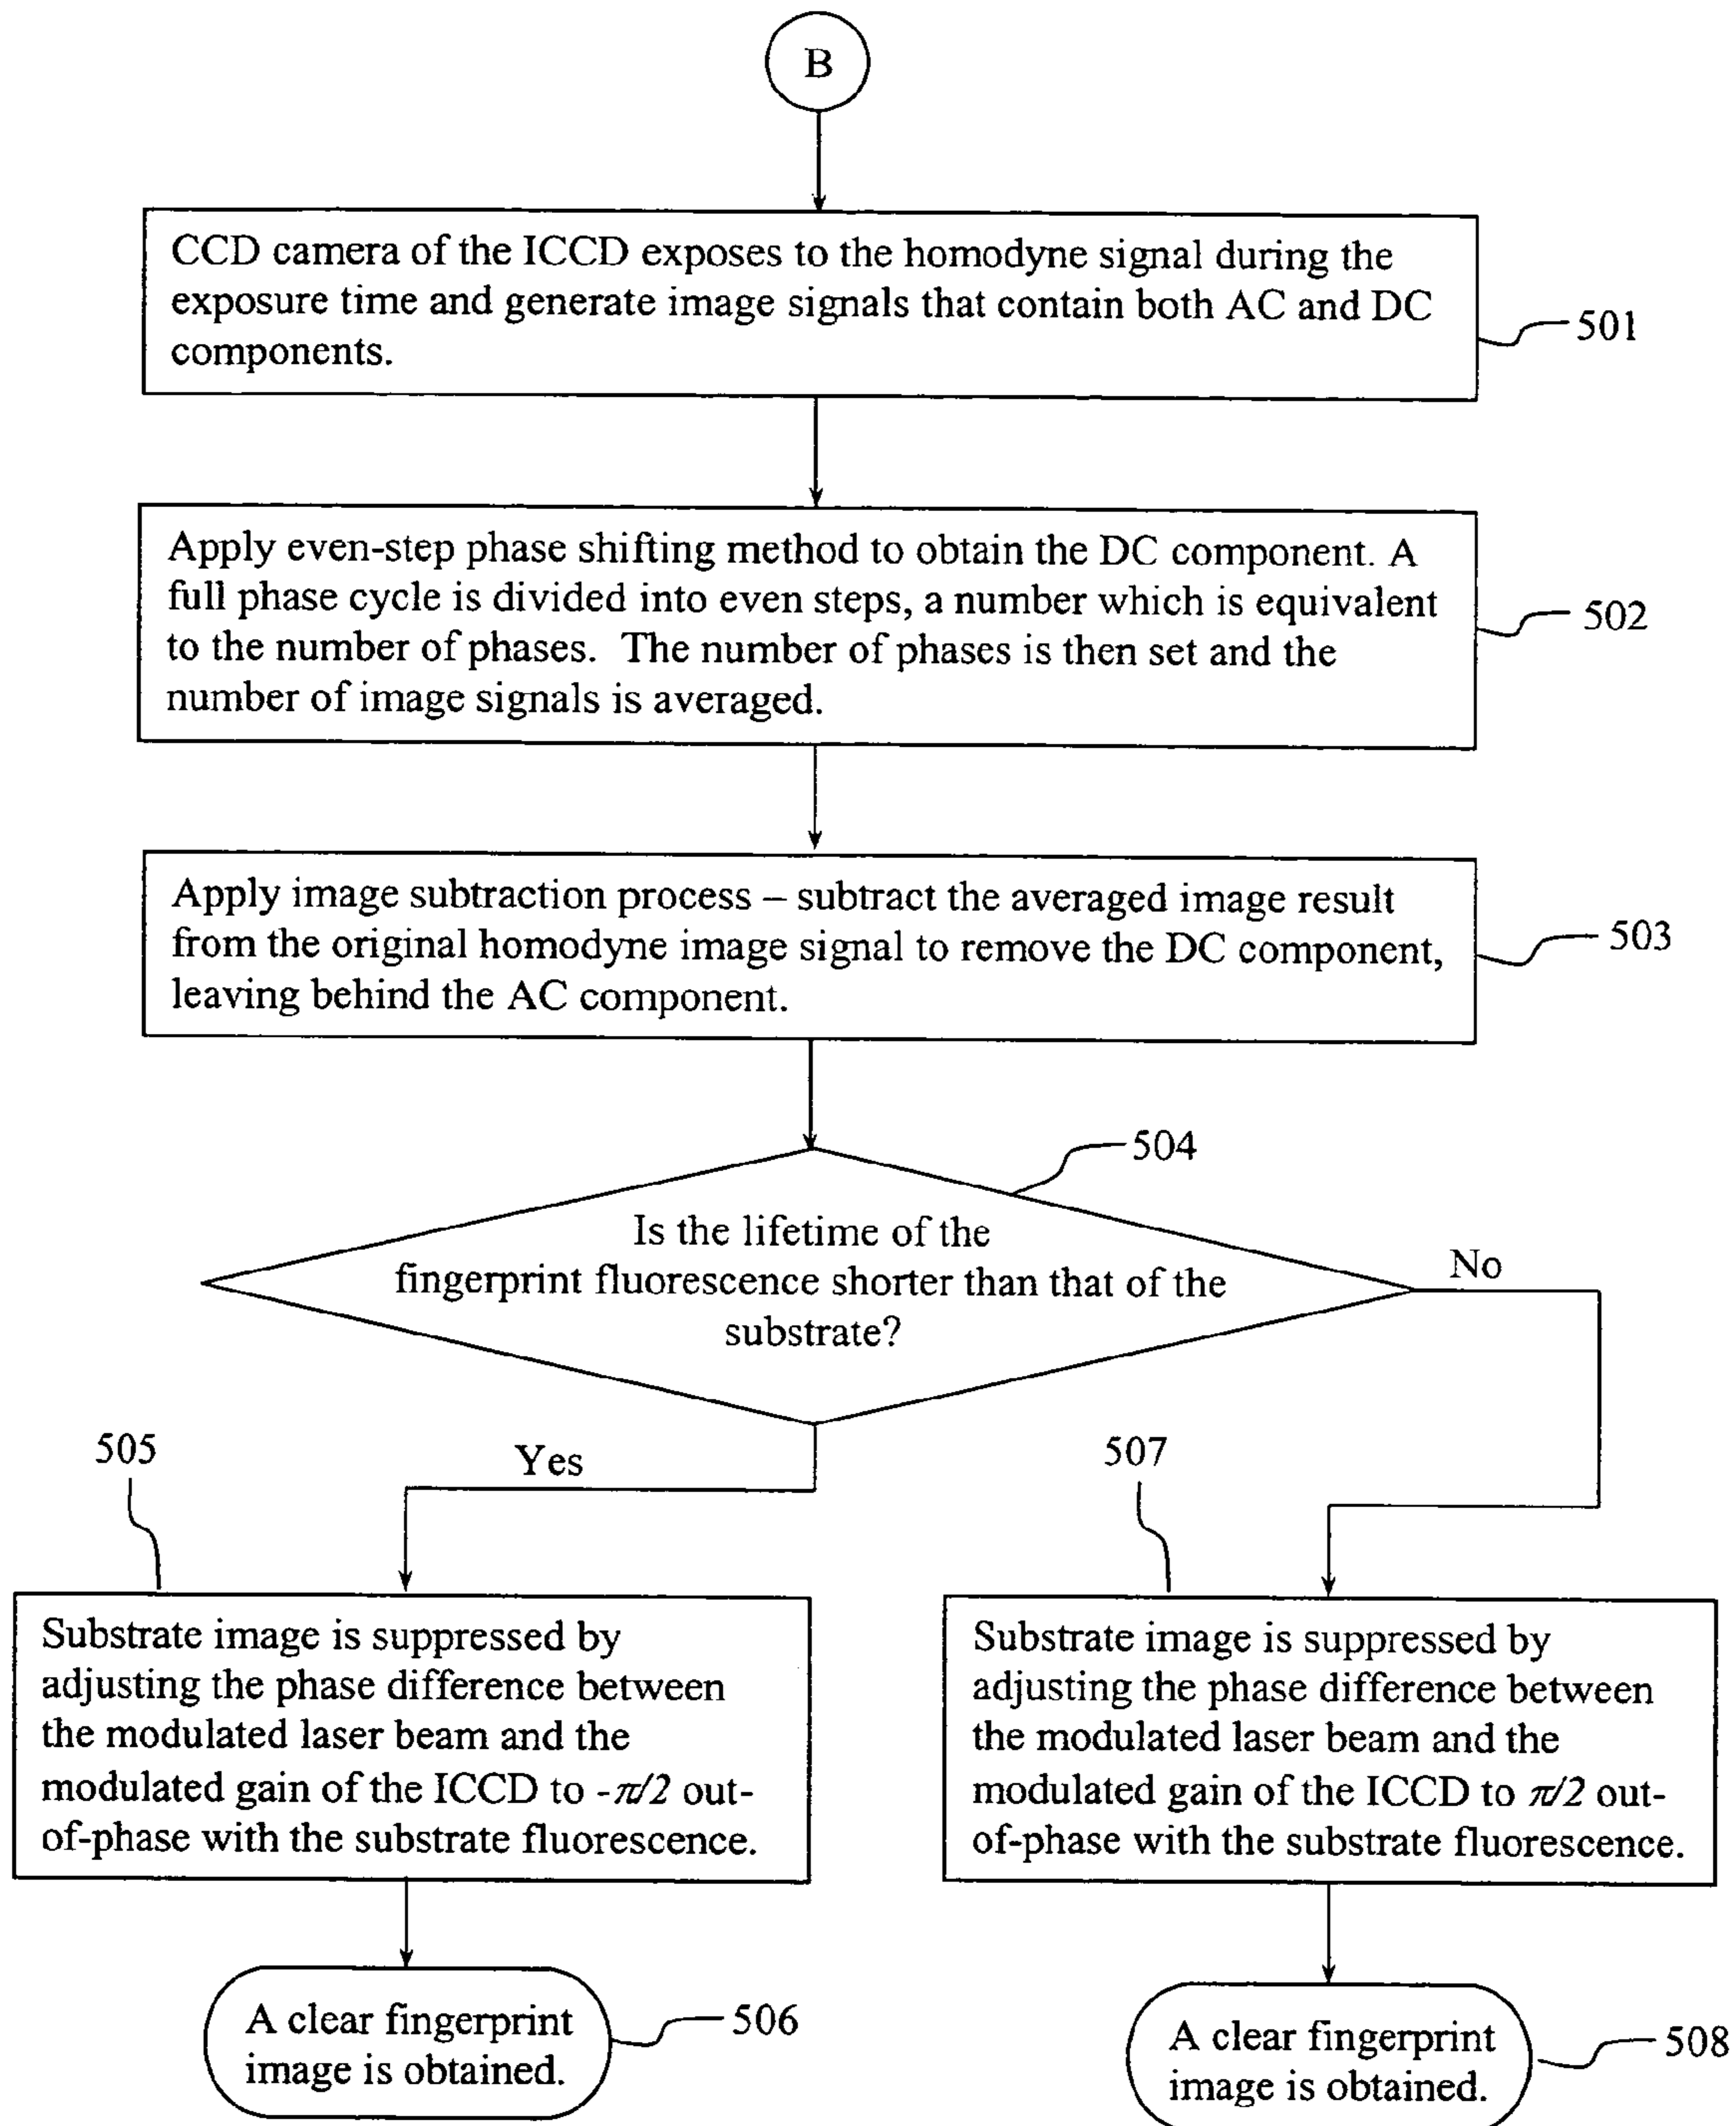 B
CCD camera of the ICCD exposes to the homodyne signal during the
exposure time and generate image signals that contain both AC and DC
components.
501
Apply even-step phase shifting method to obtain the DC component. A
full phase cycle is divided into even steps, a number which is equivalent
to the number of phases. The number of phases is then set and the
number of image signals is averaged.
502
Apply image subtraction process – subtract the averaged image result
from the original homodyne image signal to remove the DC component,
leaving behind the AC component.
503
504
Is the lifetime of the
fingerprint fluorescence shorter than that of the
substrate?
No
Yes
505
Substrate image is suppressed by
adjusting the phase difference between
the modulated laser beam and the
modulated gain of the ICCD to -π/2 out-
of-phase with the substrate fluorescence.
507
Substrate image is suppressed by
adjusting the phase difference between
the modulated laser beam and the
modulated gain of the ICCD to π/2 out-
of-phase with the substrate fluorescence.
A clear fingerprint
image is obtained.
506
A clear fingerprint
image is obtained.
508